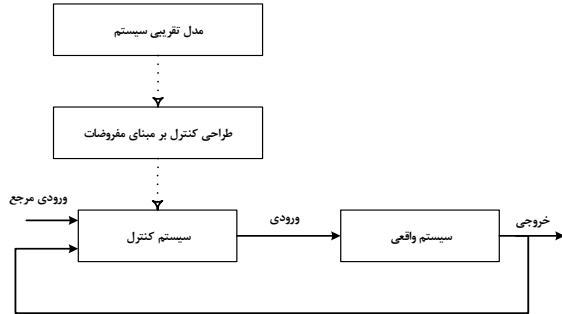 مدل تقریبی سیستم
طراحی کنترل بر مبنای مفروضات
ورودی مرجع
سیستم کنترل
ورودی
سیستم واقعی
خروجی